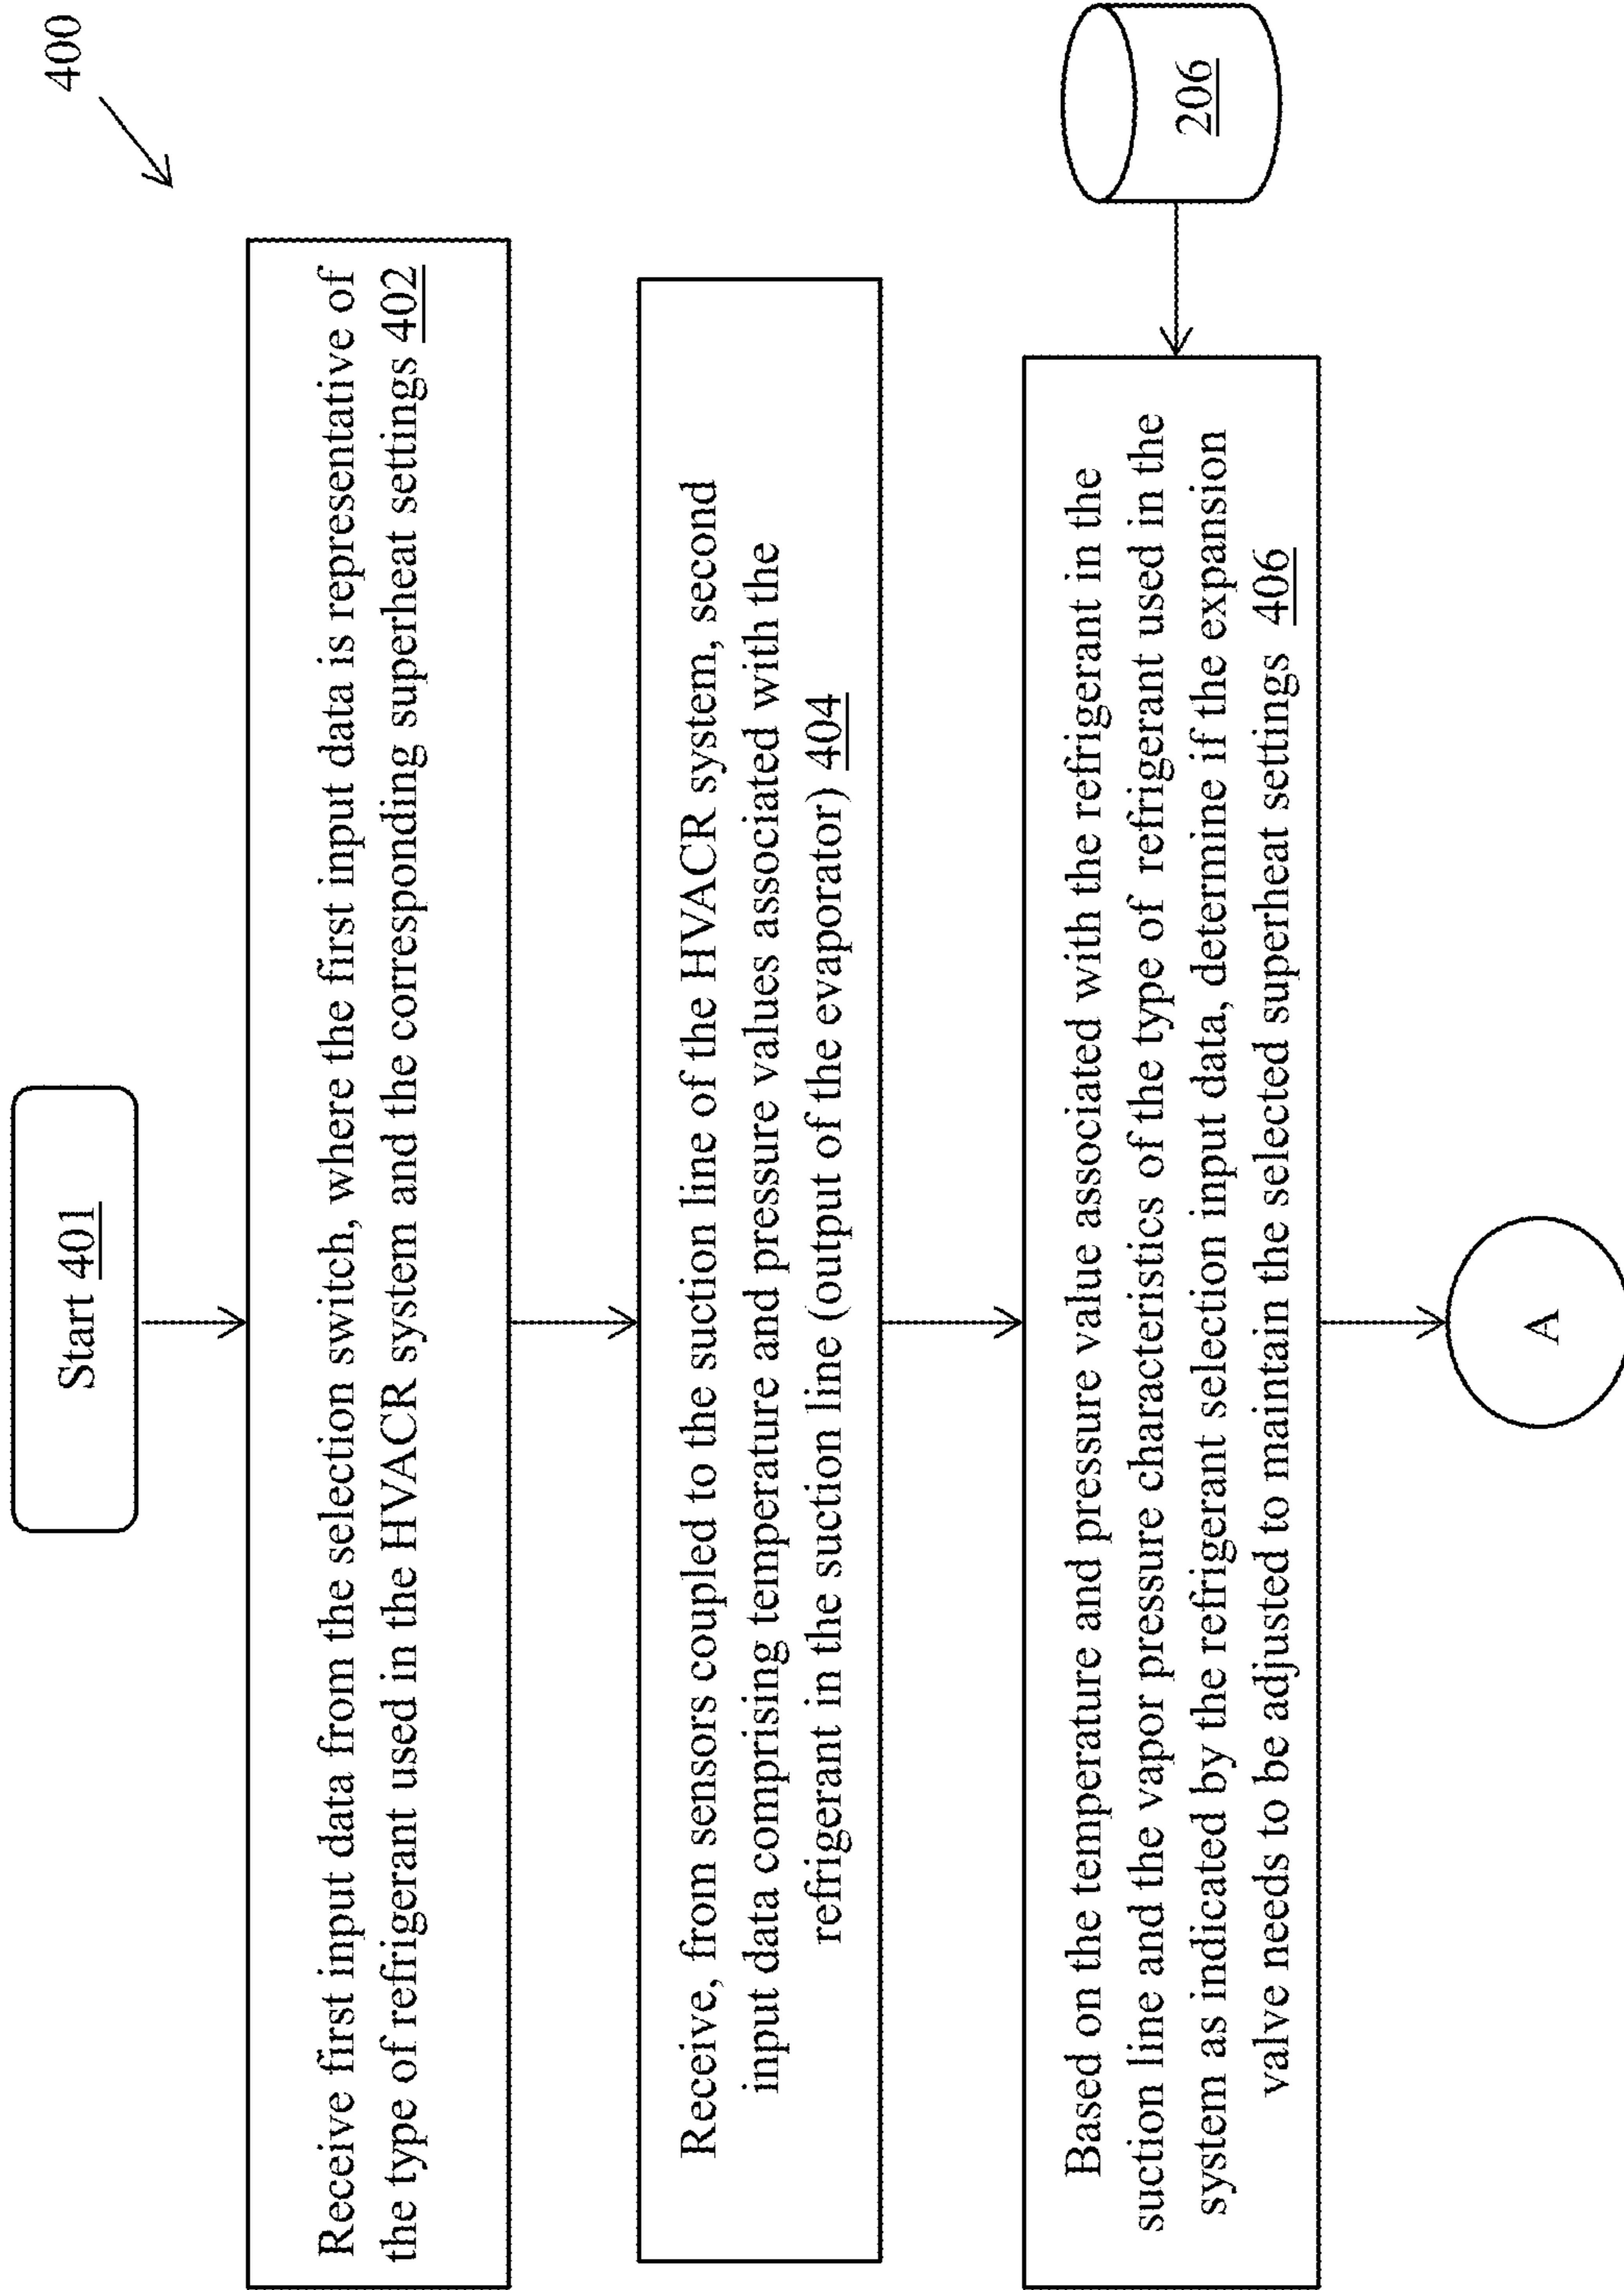 400
Start 401
Receive first input data from the selection switch, where the first input data is representative of
the type of refrigerant used in the HVACR system and the corresponding superheat settings 402
Receive, from sensors coupled to the suction line of the HVACR system, second
input data comprising temperature and pressure values associated with the
refrigerant in the suction line (output of the evaporator) 404
Based on the temperature and pressure value associated with the refrigerant in the
suction line and the vapor pressure characteristics of the type of refrigerant used in the
system as indicated by the refrigerant selection input data, determine if the expansion
valve needs to be adjusted to maintain the selected superheat settings 406
206
A